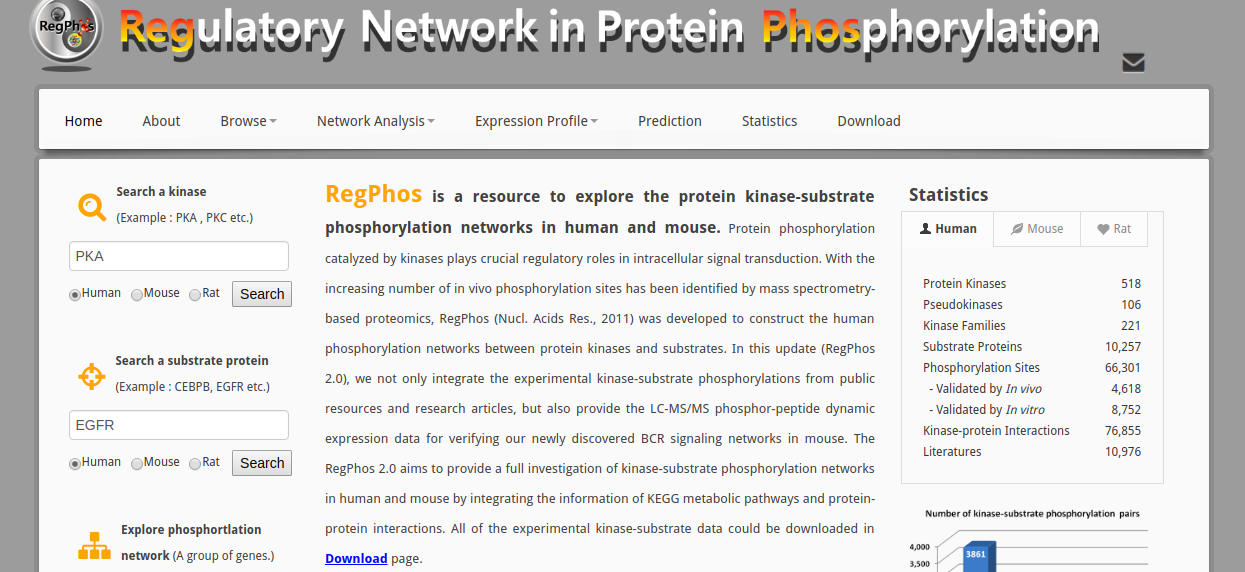 RegPhos
Regulatory Network in Protein Phosphorylation
Home About Browse Network Analysis Expression Profile Prediction Statistics Download
Search a kinase
(Example : PKA , PKC etc.)
PKA
Human Mouse Rat Search
Search a substrate protein
(Example : CEBPB, EGFR etc.)
EGFR
Human Mouse Rat Search
Explore phosphortlation
network (A group of genes.)
RegPhos is a resource to explore the protein kinase-substrate
phosphorylation networks in human and mouse. Protein phosphorylation
catalyzed by kinases plays crucial regulatory roles in intracellular signal transduction. With the
increasing number of in vivo phosphorylation sites has been identified by mass spectrometry-
based proteomics, RegPhos (Nucl. Acids Res., 2011) was developed to construct the human
phosphorylation networks between protein kinases and substrates. In this update (RegPhos
2.0), we not only integrate the experimental kinase-substrate phosphorylations from public
resources and research articles, but also provide the LC-MS/MS phosphor-peptide dynamic
expression data for verifying our newly discovered BCR signaling networks in mouse. The
RegPhos 2.0 aims to provide a full investigation of kinase-substrate phosphorylation networks
in human and mouse by integrating the information of KEGG metabolic pathways and protein-
protein interactions. All of the experimental kinase-substrate data could be downloaded in
Download page.
Statistics
Human Mouse Rat
Protein Kinases 518
Pseudokinases 106
Kinase Families 221
Substrate Proteins 10,257
Phosphorylation Sites 66,301
- Validated by In vivo 4,618
- Validated by In vitro 8,752
Kinase-protein Interactions 76,855
Literatures 10,976
Number of kinase-substrate phosphorylation pairs
4,000
3861
3,500